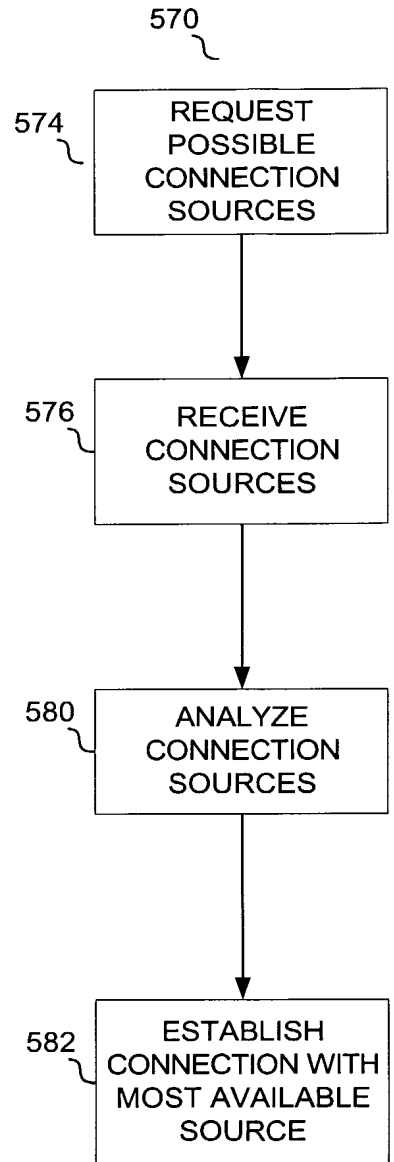 570
574
REQUEST
POSSIBLE
CONNECTION
SOURCES
576
RECEIVE
CONNECTION
SOURCES
580
ANALYZE
CONNECTION
SOURCES
582
ESTABLISH
CONNECTION WITH
MOST AVAILABLE
SOURCE